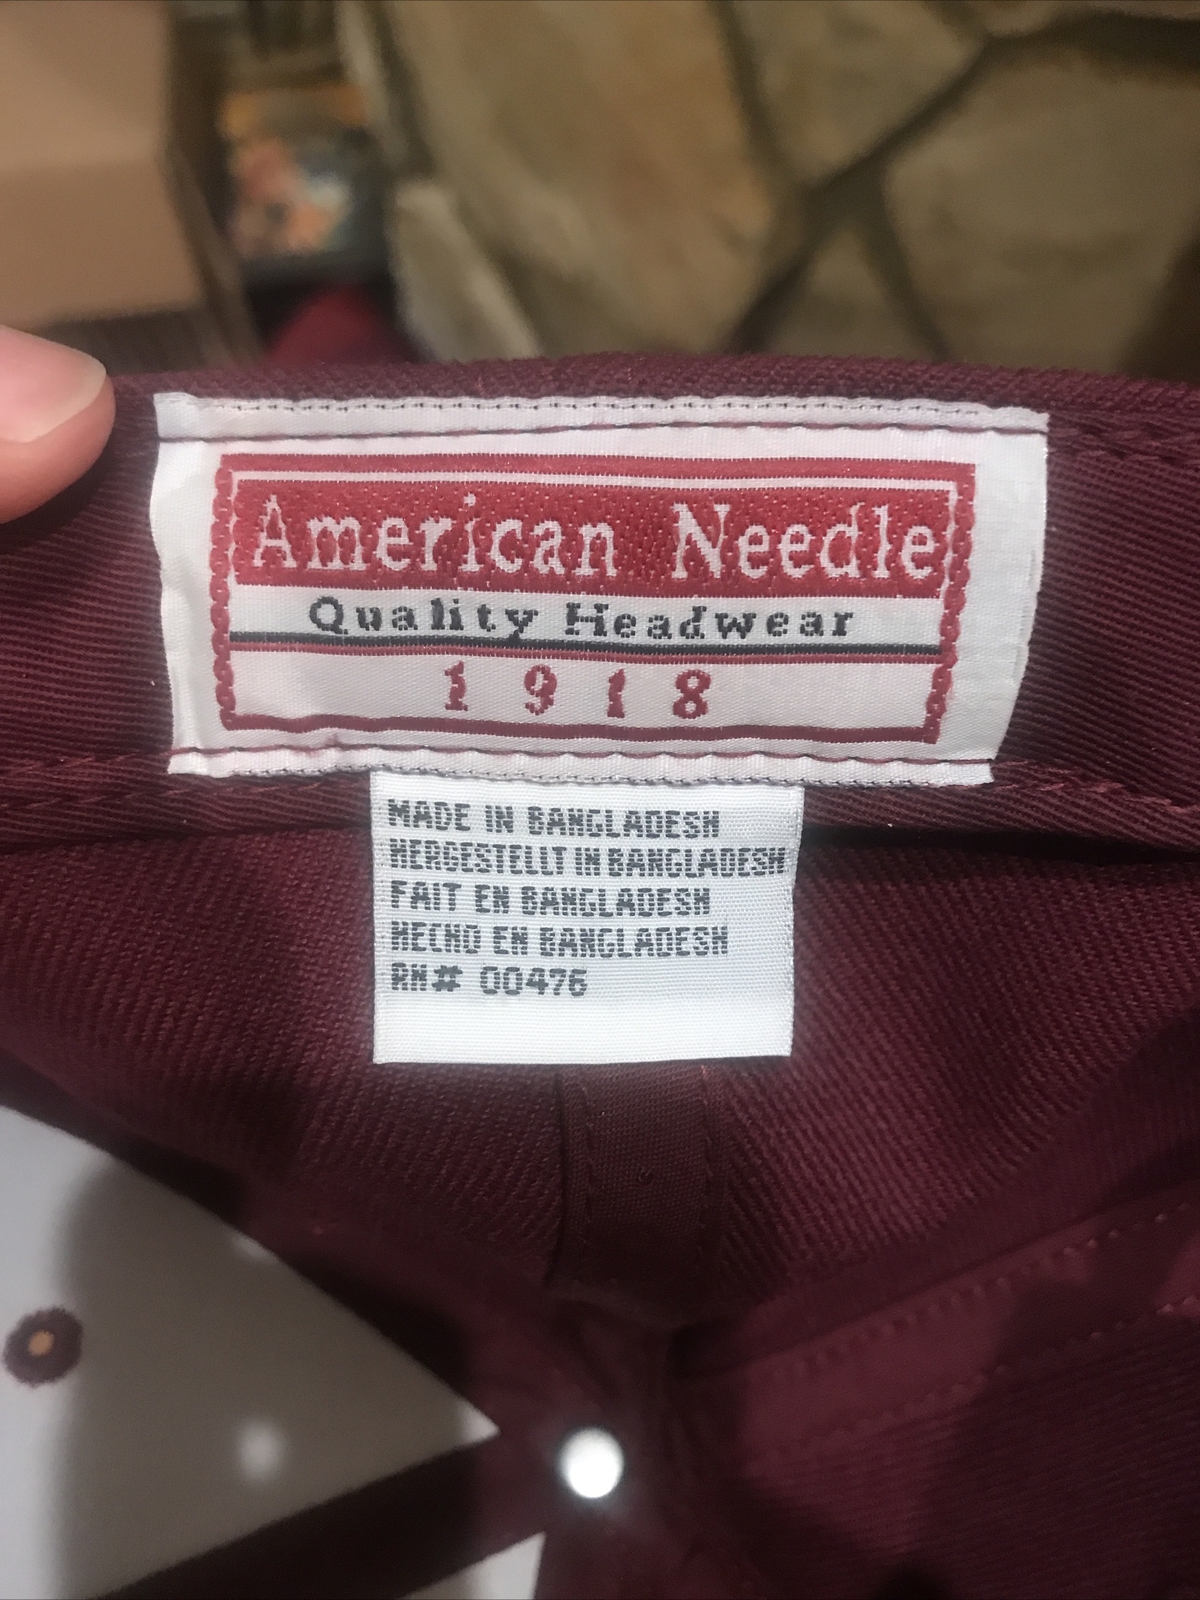 American Needle
Quality Headwear
1918
MADE IN BANGLADESH
HERGESTELLT IN BANGLADESH
FAIT EN BANGLADESH
HECHO EN BANGLADESH
RN# 00476